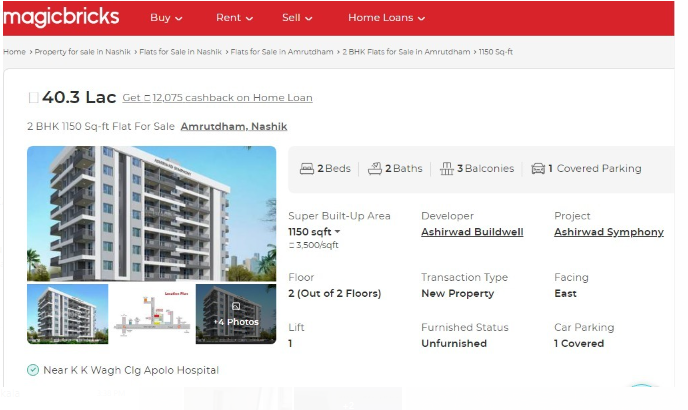 magicbricks Buy Rent Sell Home Loans
Home > Property for sale in Nashik > Flats for Sale in Nashik > Flats for Sale in Amrutdham > 2 BHK Flats for Sale in Amrutdham > 1150 Sq-ft
40.3 Lac Get 12,075 cashback on Home Loan
2 BHK 1150 Sq-ft Flat For Sale Amrutdham, Nashik
2 Beds 2 Baths 3 Balconies 1 Covered Parking
Super Built-Up Area Developer Project
1150 sqft Ashirwad Buildwell Ashirwad Symphony
3,500/sqft
Floor Transaction Type Facing
2 (Out of 2 Floors) New Property East
Location Plan
+4 Photos
Lift Furnished Status Car Parking
1 Unfurnished 1 Covered
Near K K Wagh Clg Apolo Hospital